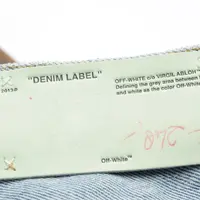 "DENIM LABEL"
OFF-WHITE c/o VIRGIL ABLOH™
Defining the grey area between
and white as the color Off-White
Off-White™